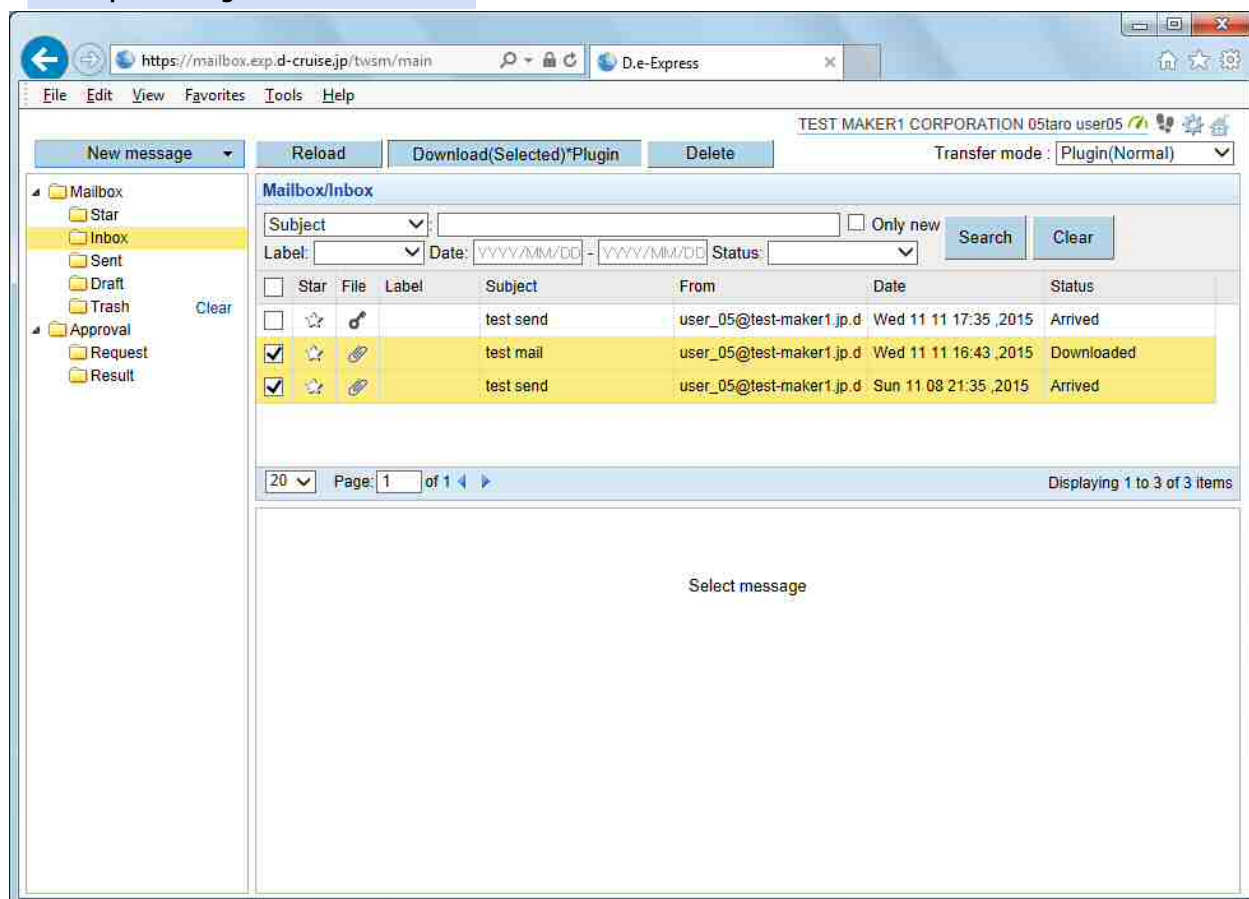 https://mailbox.exp.d-cruise.jp/twsm/main
D.e-Express
File Edit View Favorites Tools Help
TEST MAKER1 CORPORATION 05taro user05
New message Reload Download(Selected)*Plugin Delete Transfer mode : Plugin(Normal)
Mailbox
Star
Inbox
Sent
Draft
Trash Clear
Approval
Request
Result
Mailbox/Inbox
Subject : Only new Search Clear
Label: Date: YYYY/MM/DD - YYYY/MM/DD Status:
Star File Label Subject From Date Status
test send user_05@test-maker1.jp.d Wed 11 11 17:35 ,2015 Arrived
test mail user_05@test-maker1.jp.d Wed 11 11 16:43 ,2015 Downloaded
test send user_05@test-maker1.jp.d Sun 11 08 21:35 ,2015 Arrived
20 Page: 1 of 1 Displaying 1 to 3 of 3 items
Select message